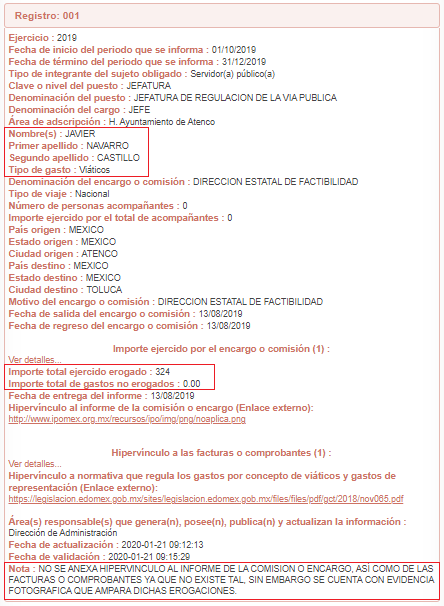 Registro: 001
Ejercicio : 2019
Fecha de inicio del periodo que se informa : 01/10/2019
Fecha de término del periodo que se informa : 31/12/2019
Tipo de integrante del sujeto obligado : Servidor(a) público(a)
Clave o nivel del puesto : JEFATURA
Denominación del puesto : JEFATURA DE REGULACION DE LA VIA PUBLICA
Denominación del cargo : JEFE
Área de adscripción : H. Ayuntamiento de Atenco
Nombre(s) : JAVIER
Primer apellido : NAVARRO
Segundo apellido : CASTILLO
Tipo de gasto : Viáticos
Denominación del encargo o comisión : DIRECCION ESTATAL DE FACTIBILIDAD
Tipo de viaje : Nacional
Número de personas acompañantes : 0
Importe ejercido por el total de acompañantes : 0
País origen : MEXICO
Estado origen : MEXICO
Ciudad origen : ATENCO
País destino : MEXICO
Estado destino : MEXICO
Ciudad destino : TOLUCA
Motivo del encargo o comisión : DIRECCION ESTATAL DE FACTIBILIDAD
Fecha de salida del encargo o comisión : 13/08/2019
Fecha de regreso del encargo o comisión : 13/08/2019
Importe ejercido por el encargo o comisión (1) :
Ver detalles...
Importe total ejercido erogado : 324
Importe total de gastos no erogados : 0.00
Fecha de entrega del informe : 13/08/2019
Hipervínculo al informe de la comisión o encargo (Enlace externo):
http://www.ipomex.org.mx/recursos/ipo/img/png/noaplica.png
Hipervínculo a las facturas o comprobantes (1) :
Ver detalles...
Hipervínculo a normativa que regula los gastos por concepto de viáticos y gastos de
representación (Enlace externo):
https://legislacion.edomex.gob.mx/sites/legislacion.edomex.gob.mx/files/files/pdf/gct/2018/nov065.pdf
Área(s) responsable(s) que genera(n), posee(n), publica(n) y actualizan la información :
Dirección de Administración
Fecha de actualización : 2020-01-21 09:12:13
Fecha de validación : 2020-01-21 09:15:29
Nota : NO SE ANEXA HIPERVINCULO AL INFORME DE LA COMISION O ENCARGO, ASÍ COMO DE LAS
FACTURAS O COMPROBANTES YA QUE NO EXISTE TAL, SIN EMBARGO SE CUENTA CON EVIDENCIA
FOTOGRAFICA QUE AMPARA DICHAS EROGACIONES.